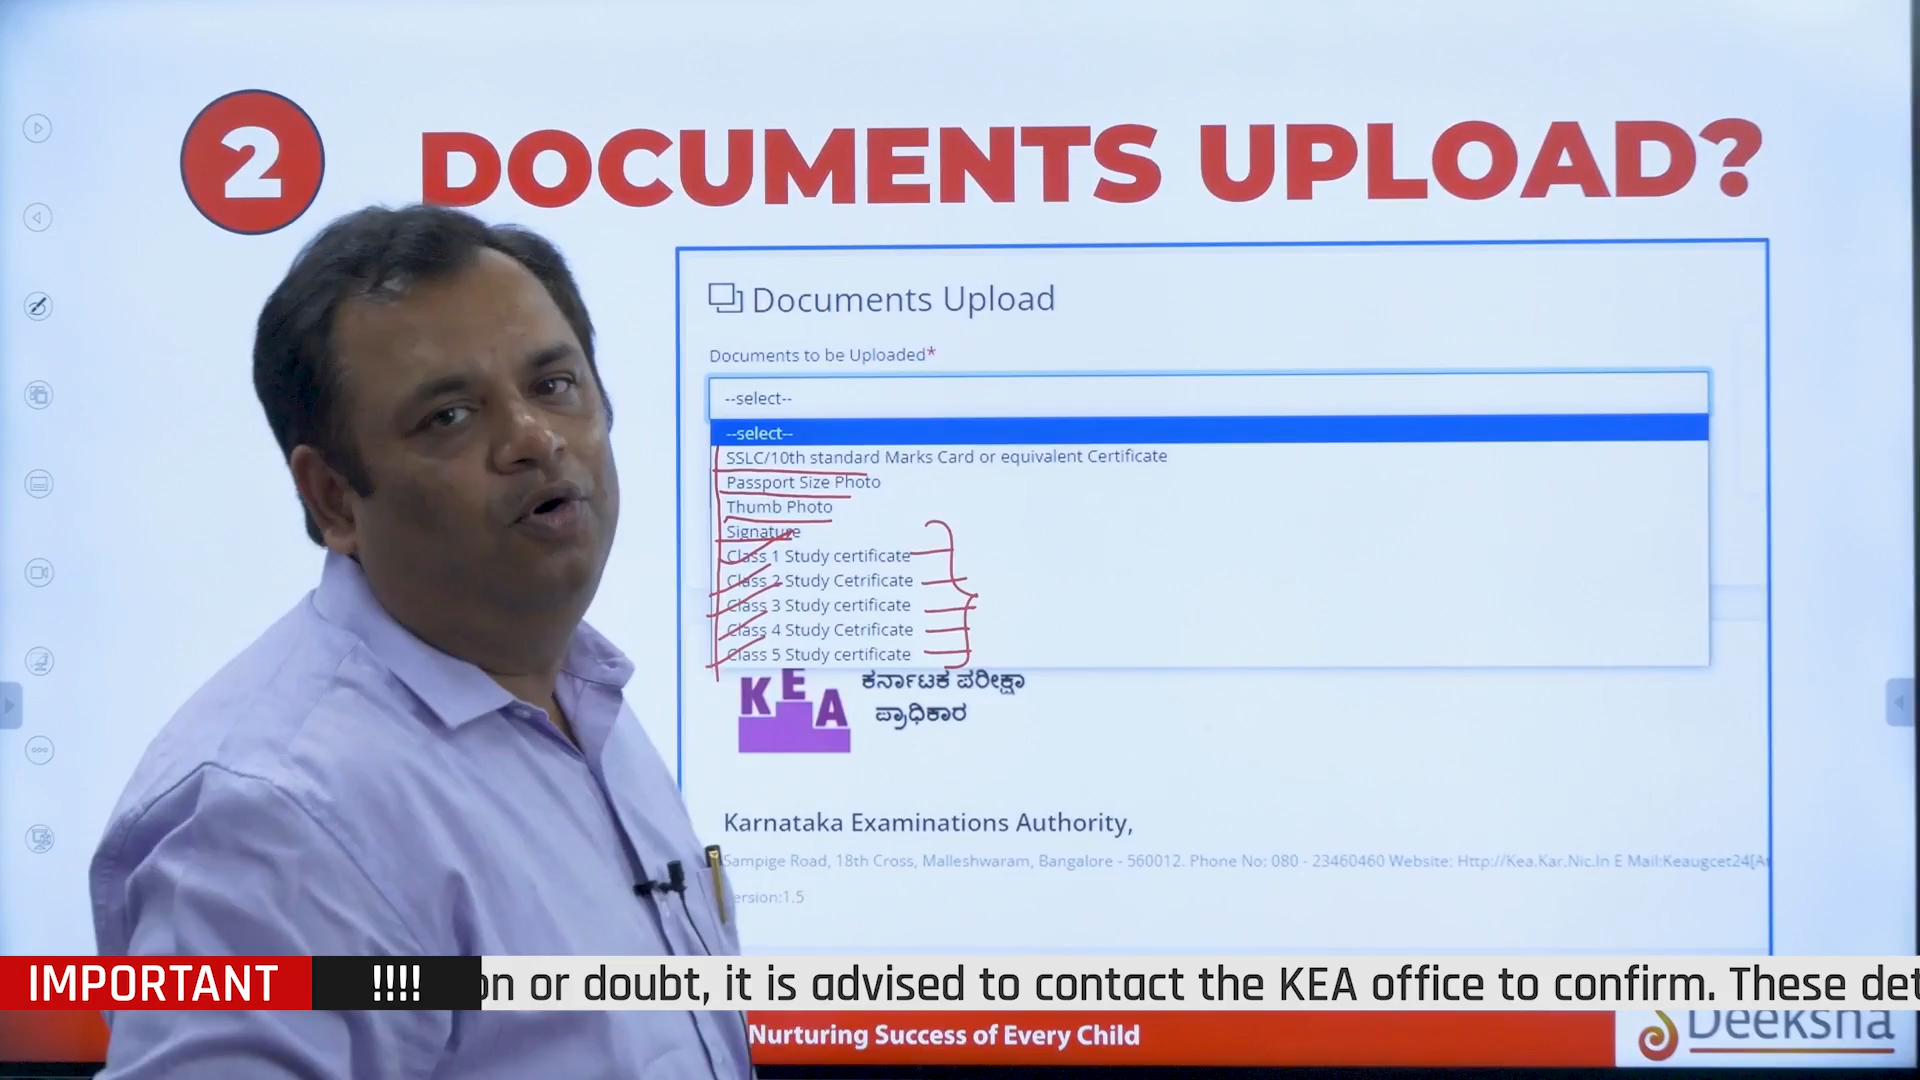 2
DOCUMENTS UPLOAD?
Documents Upload
Documents to be Uploaded*
--select--
--select--
SSLC/10th standard Marks Card or equivalent Certificate
Passport Size Photo
Thumb Photo
Signature
Class 1 Study certificate
Class 2 Study Cetrificate
Class 3 Study certificate
Class 4 Study Cetrificate
Class 5 Study certificate
KEA
ಕರ್ನಾಟಕ ಪರೀಕ್ಷಾ
ಪ್ರಾಧಿಕಾರ
Karnataka Examinations Authority,
Sampige Road, 18th Cross, Malleshwaram, Bangalore - 560012. Phone No: 080 - 23460460 Website: Http://Kea.Kar.Nic.In E Mail:Keaugcet24[At
ersion:1.5
IMPORTANT !!!! on or doubt, it is advised to contact the KEA office to confirm. These det
Nurturing Success of Every Child
Deeksha